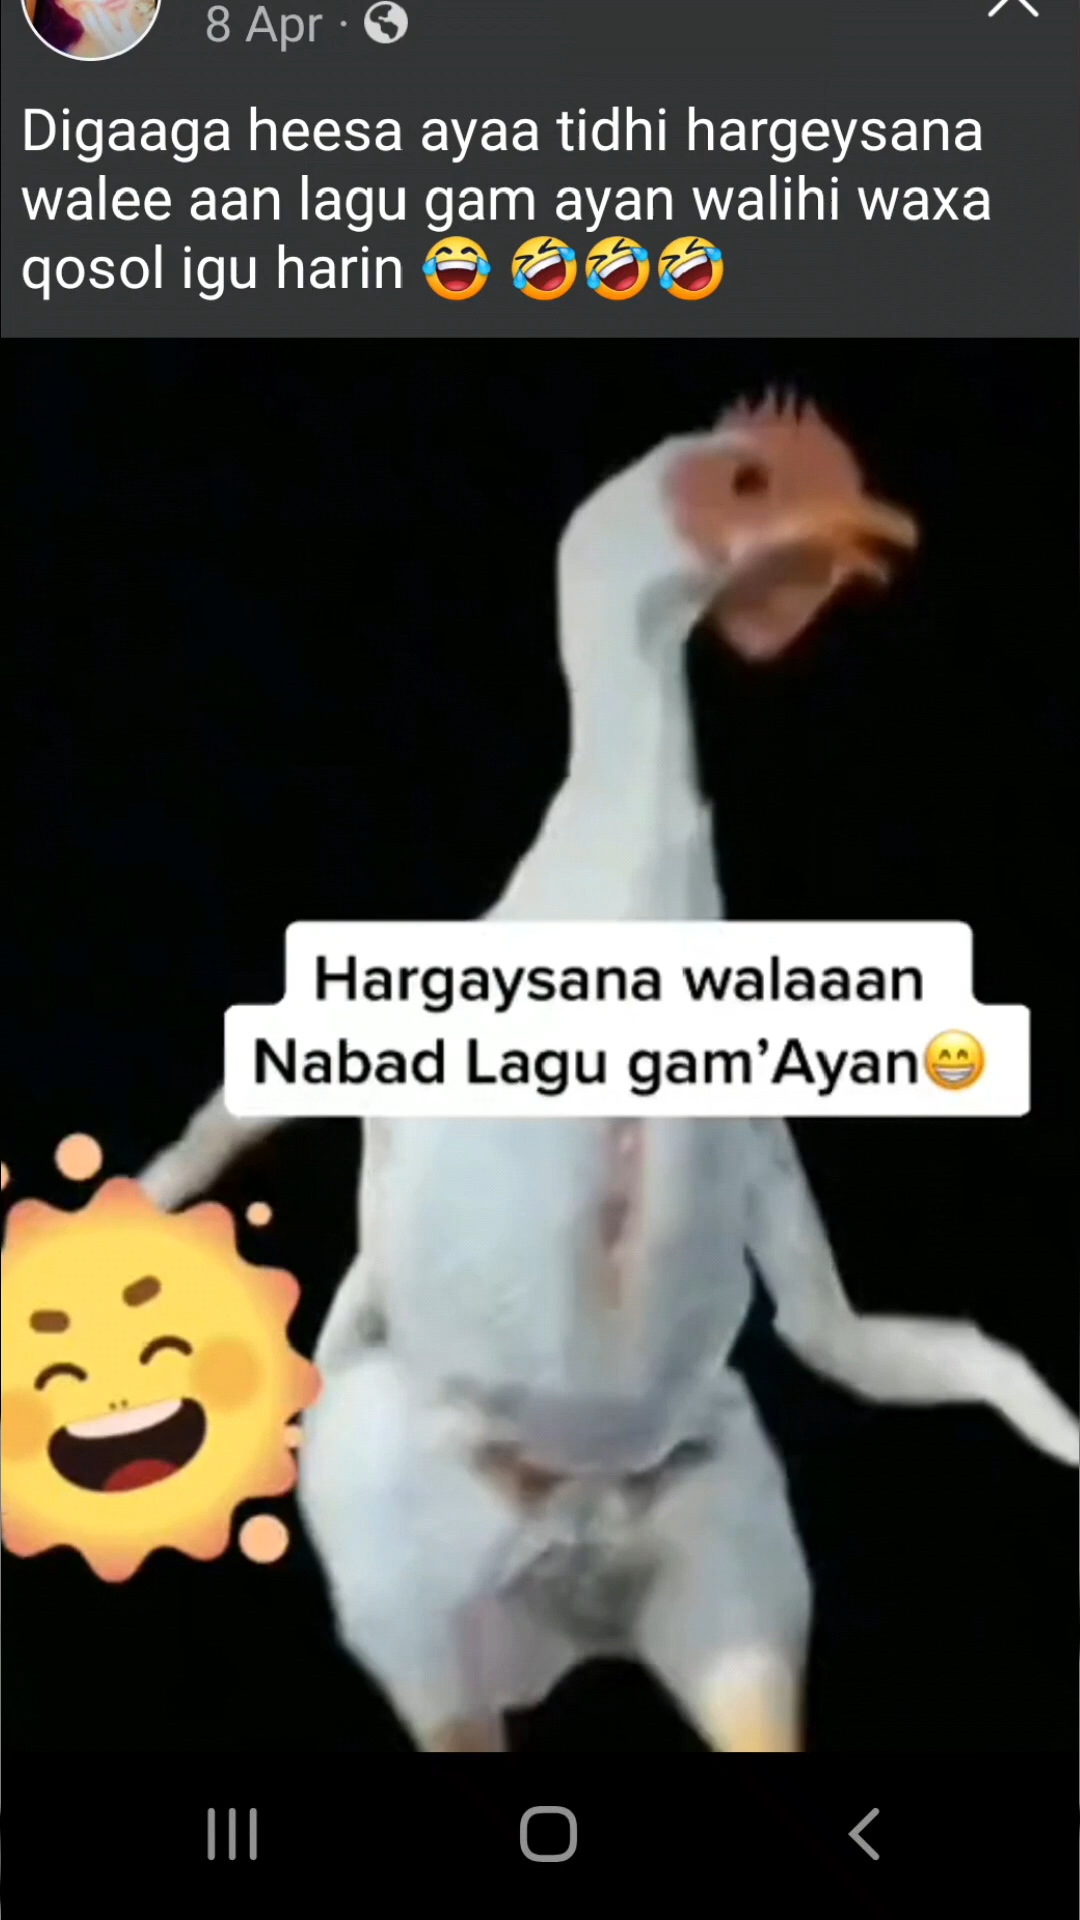 8 Apr ·
Digaaga heesa ayaa tidhi hargeysana
walee aan lagu gam ayan walihi waxa
qosol igu harin 😂 🤣🤣🤣
Hargaysana walaaan
Nabad Lagu gam'Ayan😁